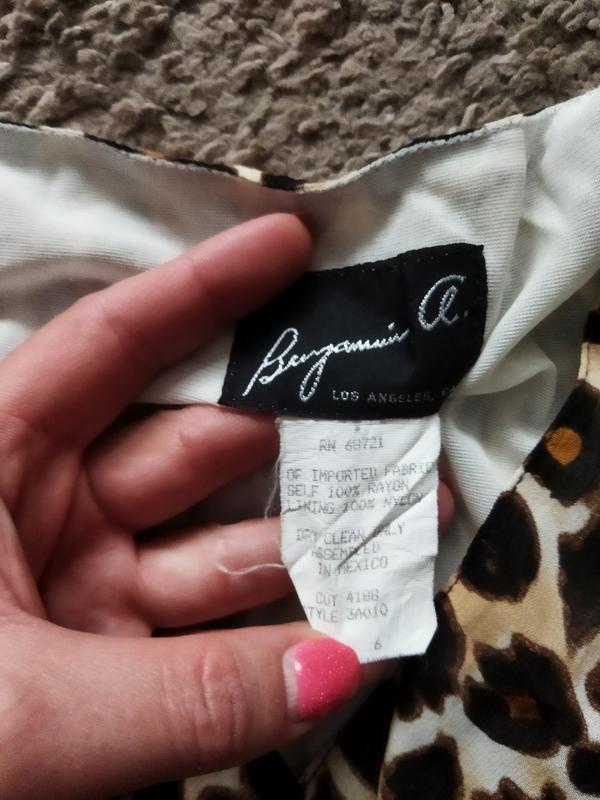 Benjamin A.
LOS ANGELES,
RN 68721
OF IMPORTED FABRIC
SELF 100% RAYON
LINING 100% NYLON
DRY CLEAN ONLY
ASSEMBLED
IN MEXICO
CUT 4188
STYLE 3A010
6